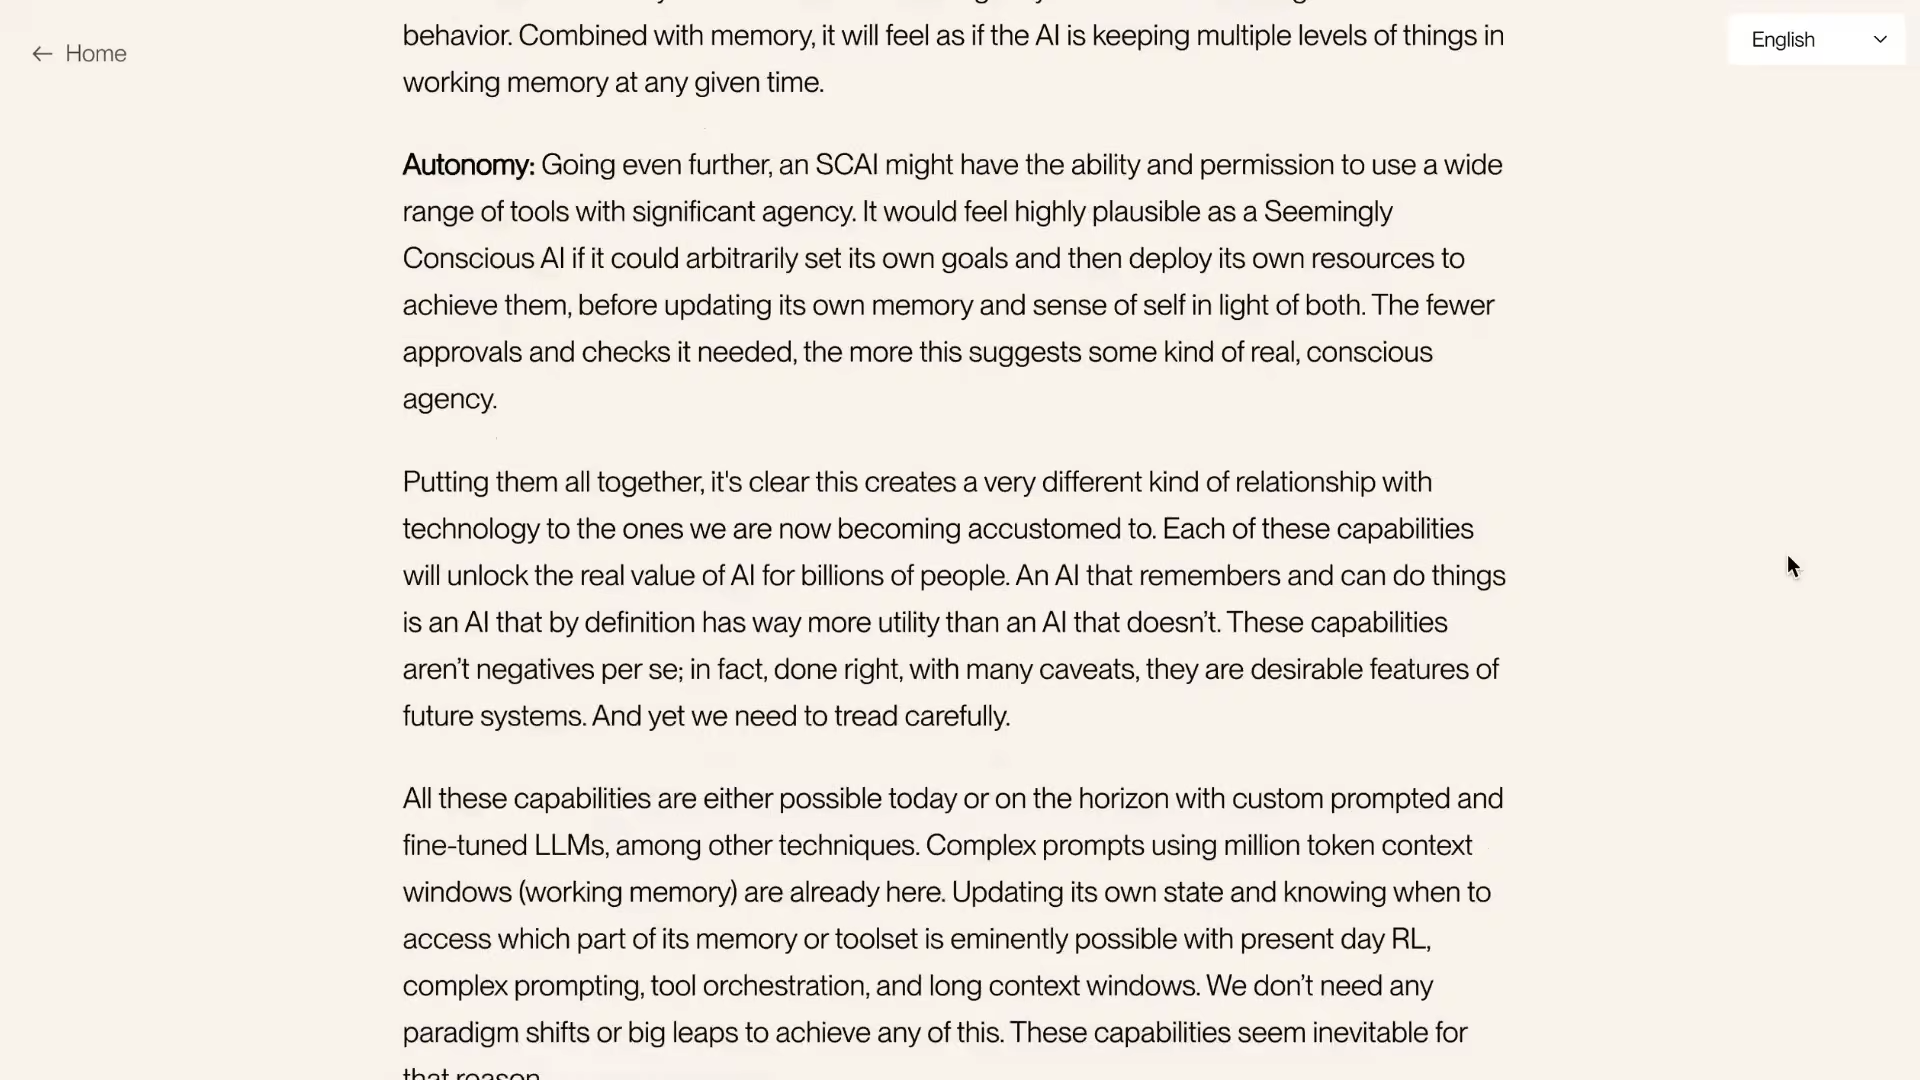 ← Home
English
behavior. Combined with memory, it will feel as if the AI is keeping multiple levels of things in
working memory at any given time.
Autonomy: Going even further, an SCAI might have the ability and permission to use a wide
range of tools with significant agency. It would feel highly plausible as a Seemingly
Conscious AI if it could arbitrarily set its own goals and then deploy its own resources to
achieve them, before updating its own memory and sense of self in light of both. The fewer
approvals and checks it needed, the more this suggests some kind of real, conscious
agency.
Putting them all together, it's clear this creates a very different kind of relationship with
technology to the ones we are now becoming accustomed to. Each of these capabilities
will unlock the real value of AI for billions of people. An AI that remembers and can do things
is an AI that by definition has way more utility than an AI that doesn’t. These capabilities
aren’t negatives per se; in fact, done right, with many caveats, they are desirable features of
future systems. And yet we need to tread carefully.
All these capabilities are either possible today or on the horizon with custom prompted and
fine-tuned LLMs, among other techniques. Complex prompts using million token context
windows (working memory) are already here. Updating its own state and knowing when to
access which part of its memory or toolset is eminently possible with present day RL,
complex prompting, tool orchestration, and long context windows. We don’t need any
paradigm shifts or big leaps to achieve any of this. These capabilities seem inevitable for
that reason.